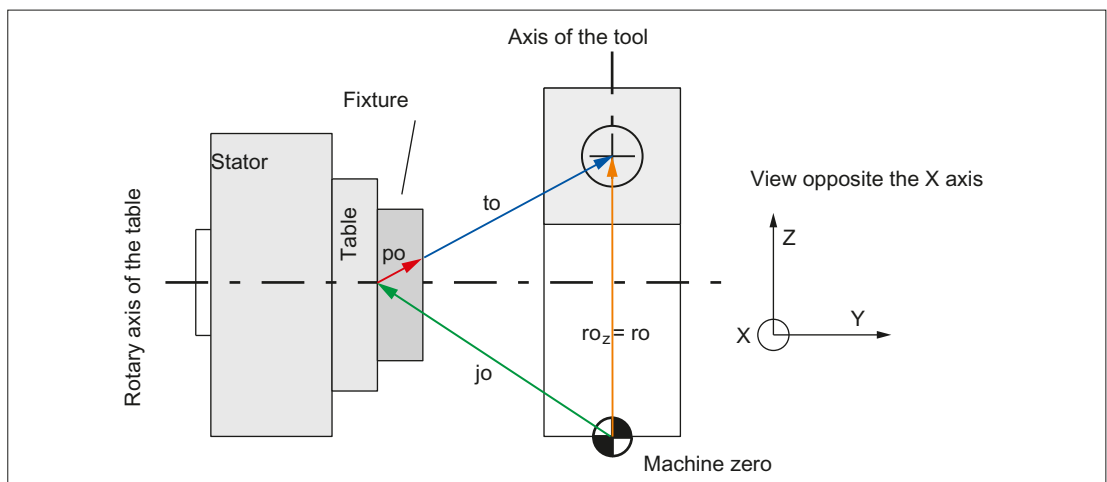 Axis of the tool
Fixture
Stator
to
View opposite the X axis
Rotary axis of the table
Table
po
Z
X
Y
ro_z = ro
jo
Machine zero